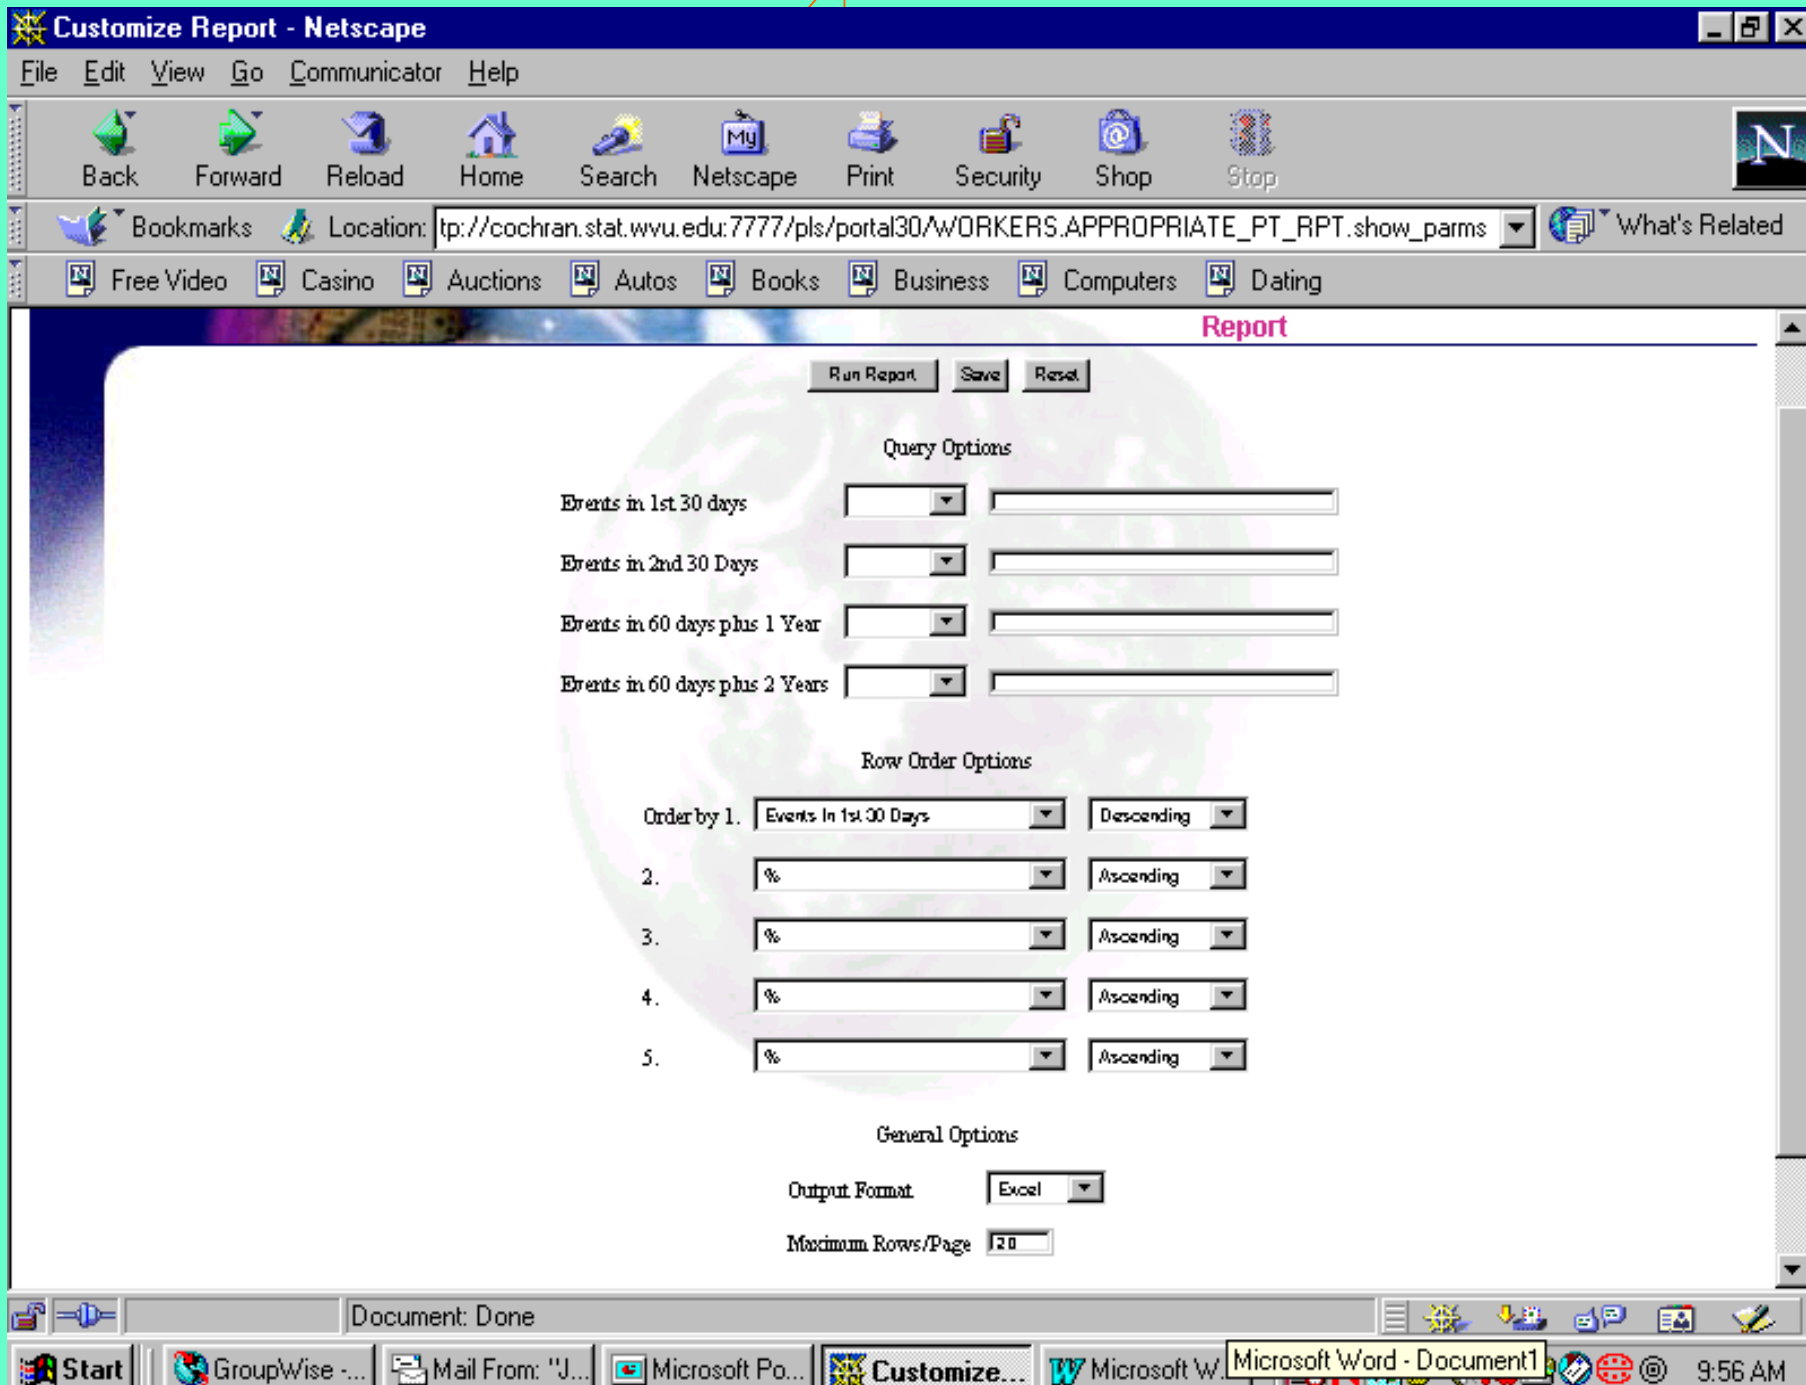 Customize Report - Netscape
File Edit View Go Communicator Help
Back Forward Reload Home Search Netscape Print Security Shop Stop
My
N
Bookmarks Location: tp://cochran.stat.wvu.edu:7777/pls/portal30/WORKERS.APPROPRIATE_PT_RPT.show_parms What's Related
Free Video Casino Auctions Autos Books Business Computers Dating
Report
Run Report Save Reset
Query Options
Events in 1st 30 days
Events in 2nd 30 Days
Events in 60 days plus 1 Year
Events in 60 days plus 2 Years
Row Order Options
Order by 1. Events In 1st 30 Days Descending
2. % Ascending
3. % Ascending
4. % Ascending
5. % Ascending
General Options
Output Format Excel
Maximum Rows/Page 20
Document: Done
Start GroupWise -... Mail From: "J... Microsoft Po... Customize... Microsoft W. Microsoft Word - Document1 9:56 AM